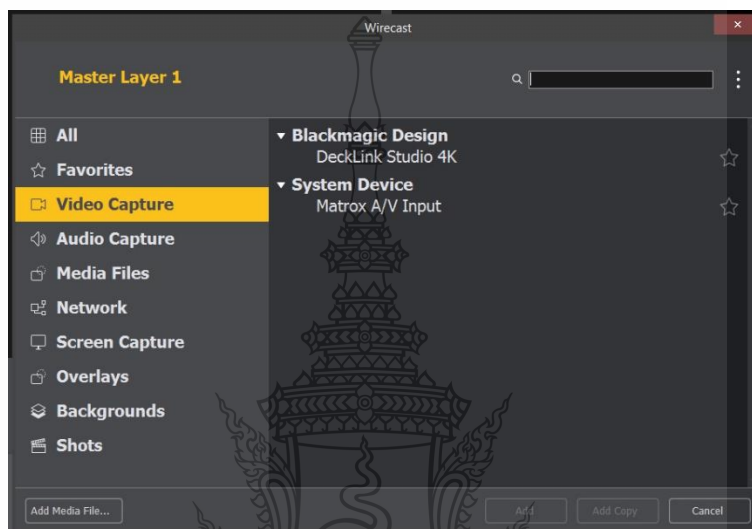 Wirecast
Master Layer 1
All
Favorites
Video Capture
Audio Capture
Media Files
Network
Screen Capture
Overlays
Backgrounds
Shots
Blackmagic Design
DeckLink Studio 4K
System Device
Matrox A/V Input
Add Media File...
Add
Add Copy
Cancel